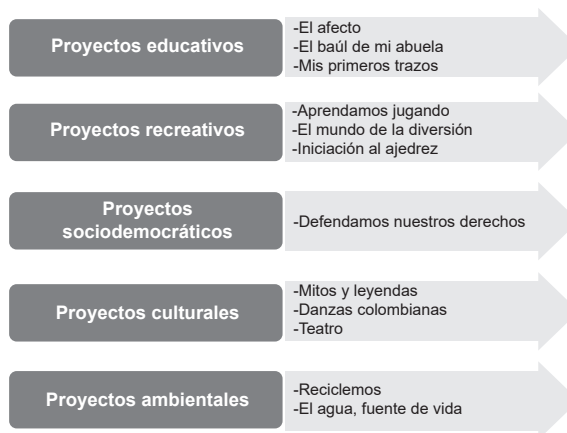 Proyectos educativos
-El afecto
-El baúl de mi abuela
-Mis primeros trazos
Proyectos recreativos
-Aprendamos jugando
-El mundo de la diversión
-Iniciación al ajedrez
Proyectos
sociodemocráticos
-Defendamos nuestros derechos
Proyectos culturales
-Mitos y leyendas
-Danzas colombianas
-Teatro
Proyectos ambientales
-Reciclemos
-El agua, fuente de vida